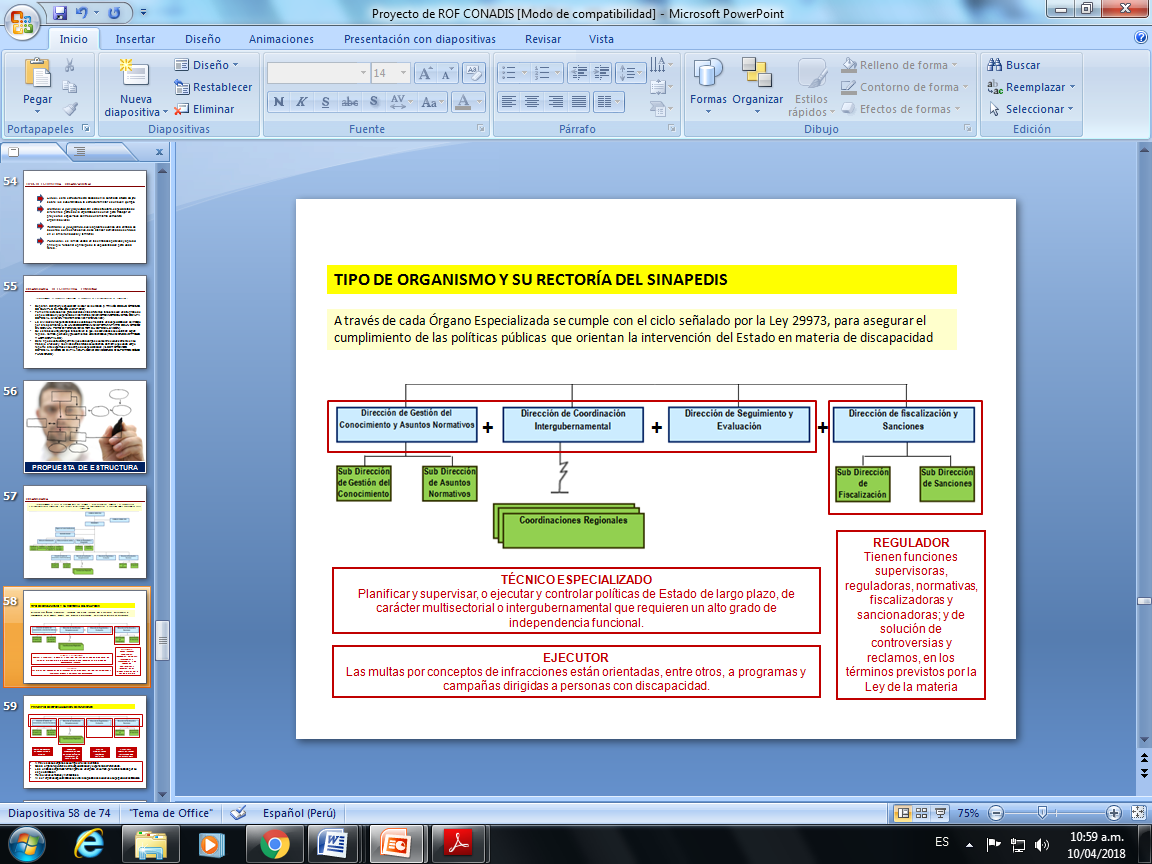 Proyecto de ROF CONADIS [Modo de compatibilidad] - Microsoft PowerPoint
Inicio Insertar Diseño Animaciones Presentación con diapositivas Revisar Vista
Pegar
Portapapeles
Nueva diapositiva
Diseño
Restablecer
Eliminar
Diapositivas
14
N K S abc S AV Aa A
Fuente
Párrafo
Formas
Organizar
Estilos rápidos
Relleno de forma
Contorno de forma
Efectos de formas
Dibujo
Buscar
Reemplazar
Seleccionar
Edición
54
55
56
PROPUESTA DE ESTRUCTURA
57
58
59
TIPO DE ORGANISMO Y SU RECTORÍA DEL SINAPEDIS
A través de cada Órgano Especializada se cumple con el ciclo señalado por la Ley 29973, para asegurar el
cumplimiento de las políticas públicas que orientan la intervención del Estado en materia de discapacidad
Dirección de Gestión del
Conocimiento y Asuntos Normativos
+
Dirección de Coordinación
Intergubernamental
+
Dirección de Seguimiento y
Evaluación
+
Dirección de fiscalización y
Sanciones
Sub Dirección
de Gestión del
Conocimiento
Sub Dirección
de Asuntos
Normativos
Sub Dirección
de
Fiscalización
Sub Dirección
de Sanciones
Coordinaciones Regionales
TÉCNICO ESPECIALIZADO
Planificar y supervisar, o ejecutar y controlar políticas de Estado de largo plazo, de
carácter multisectorial o intergubernamental que requieren un alto grado de
independencia funcional.
EJECUTOR
Las multas por conceptos de infracciones están orientadas, entre otros, a programas y
campañas dirigidas a personas con discapacidad.
REGULADOR
Tienen funciones
supervisoras,
reguladoras, normativas,
fiscalizadoras y
sancionadoras; y de
solución de
controversias y
reclamos, en los
términos previstos por la
Ley de la materia
Diapositiva 58 de 74 "Tema de Office" Español (Perú) 75%
ES
10:59 a.m.
10/04/2018